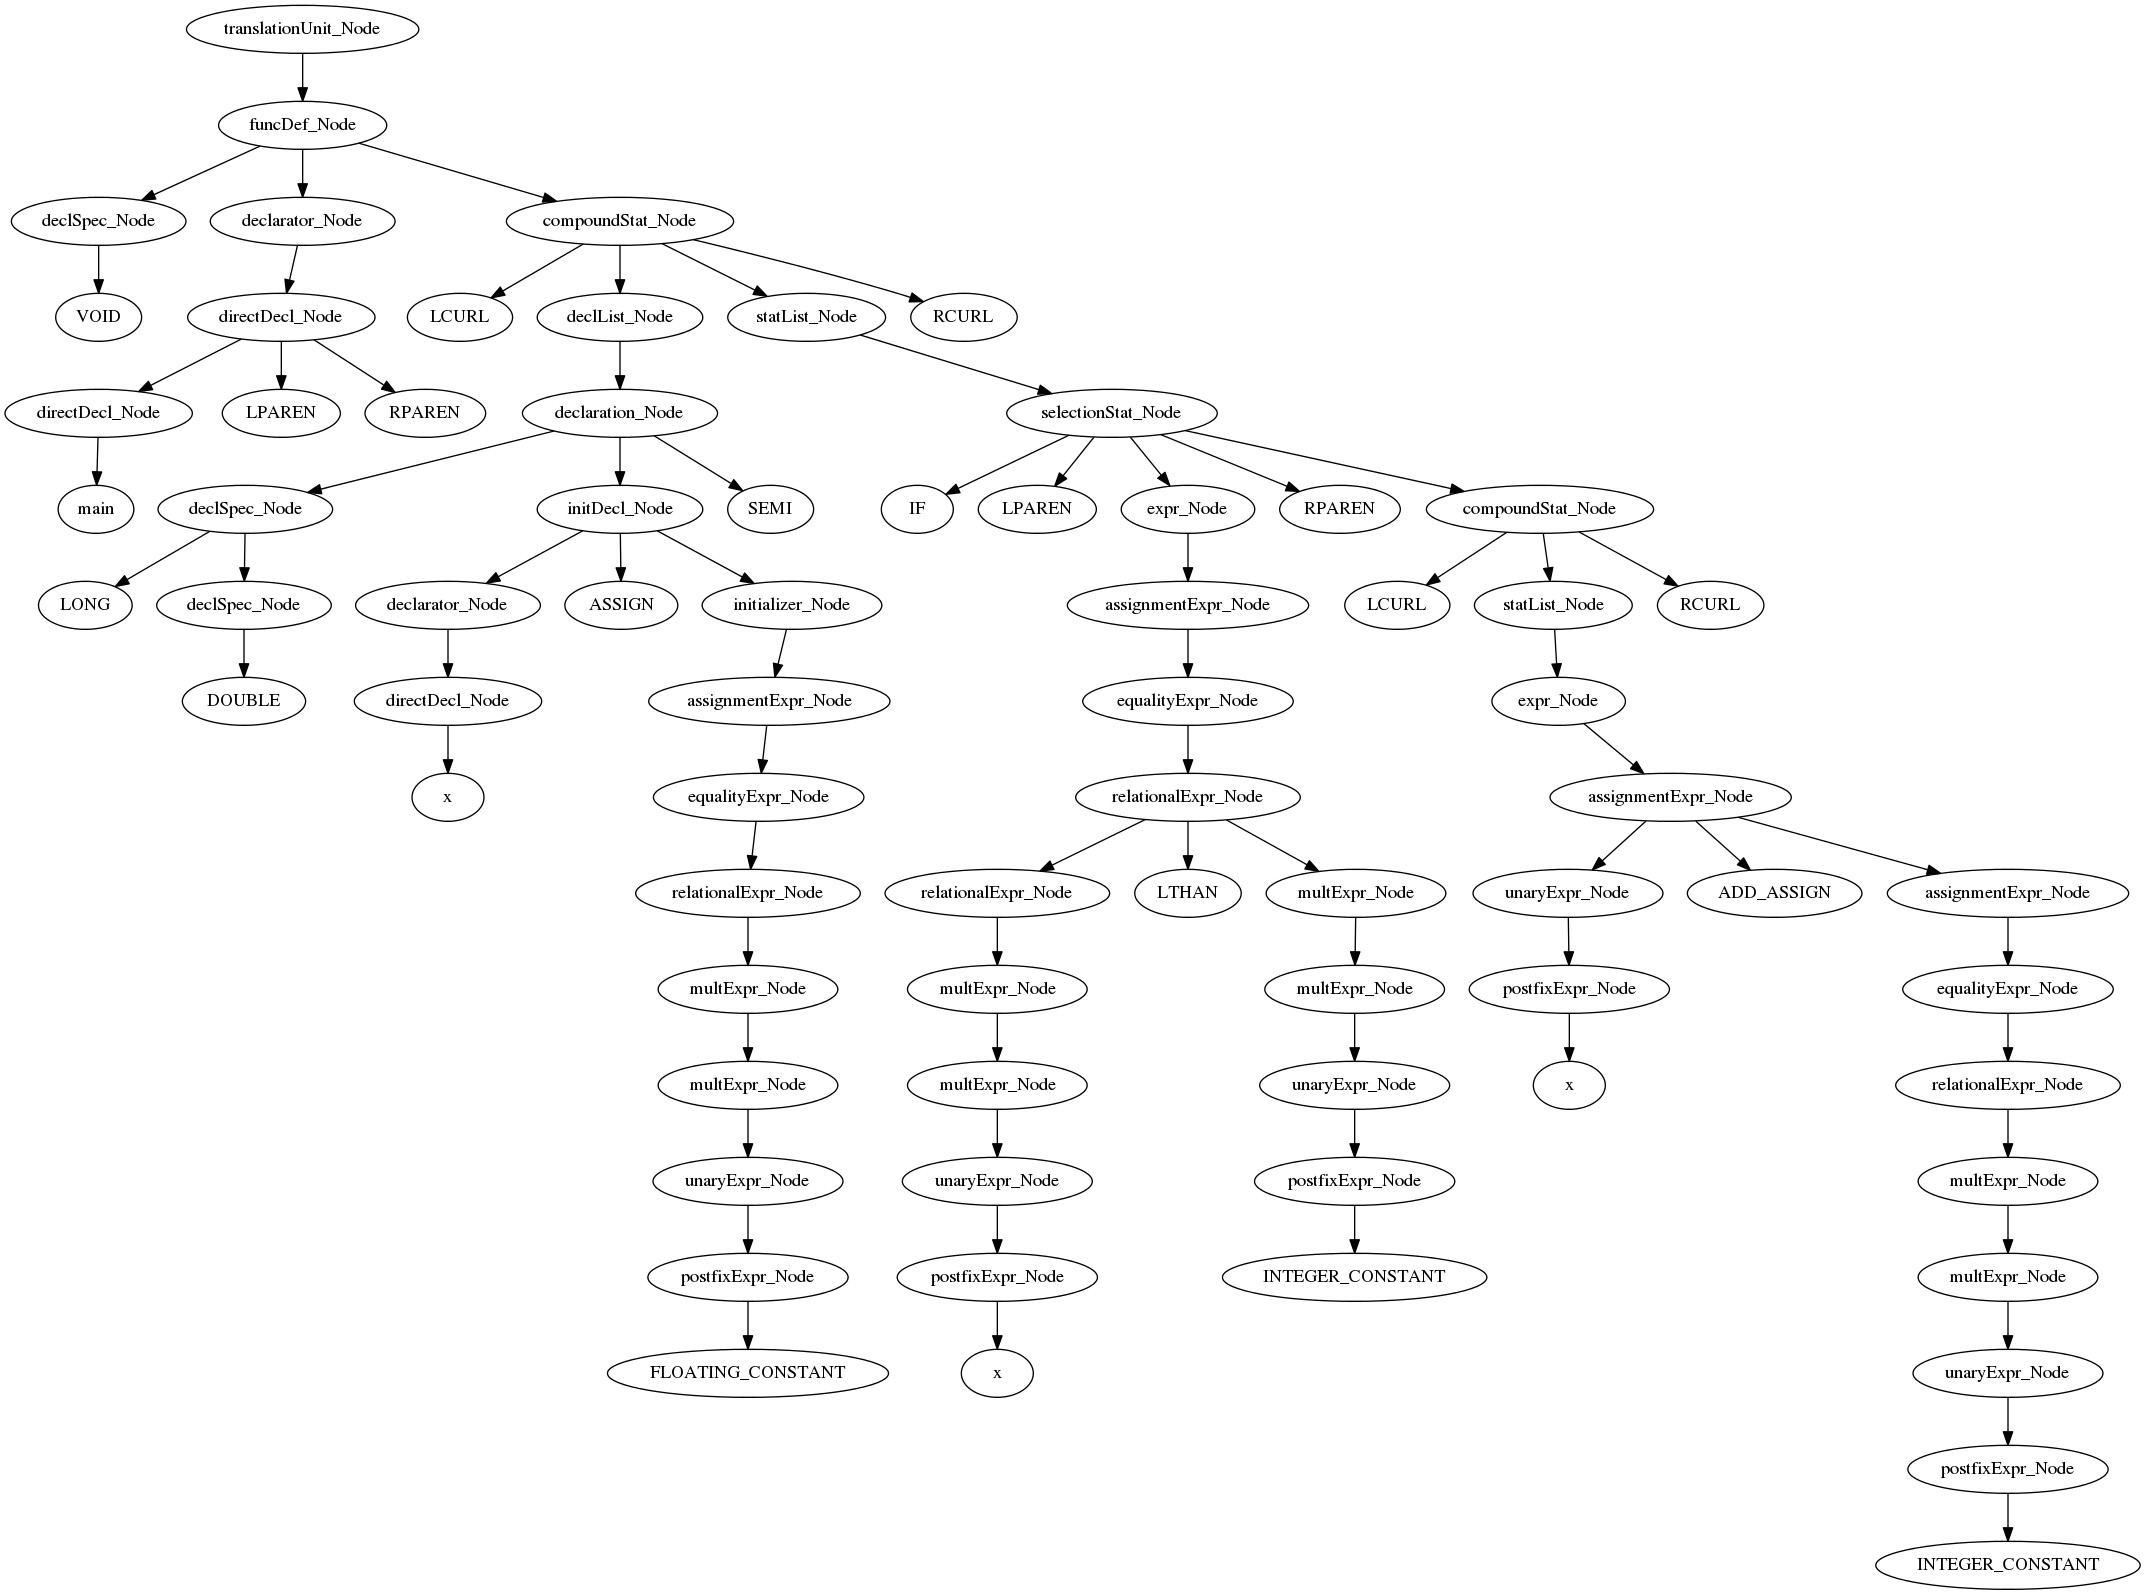 translationUnit_Node
funcDef_Node
declSpec_Node declarator_Node compoundStat_Node
VOID directDecl_Node LCURL declList_Node statList_Node RCURL
directDecl_Node LPAREN RPAREN declaration_Node selectionStat_Node
main declSpec_Node initDecl_Node SEMI IF LPAREN expr_Node RPAREN compoundStat_Node
LONG declSpec_Node declarator_Node ASSIGN initializer_Node assignmentExpr_Node LCURL statList_Node RCURL
DOUBLE directDecl_Node assignmentExpr_Node equalityExpr_Node expr_Node
x equalityExpr_Node relationalExpr_Node assignmentExpr_Node
relationalExpr_Node relationalExpr_Node LTHAN multExpr_Node unaryExpr_Node ADD_ASSIGN assignmentExpr_Node
multExpr_Node multExpr_Node multExpr_Node postfixExpr_Node equalityExpr_Node
multExpr_Node multExpr_Node unaryExpr_Node x relationalExpr_Node
unaryExpr_Node unaryExpr_Node postfixExpr_Node multExpr_Node
postfixExpr_Node postfixExpr_Node INTEGER_CONSTANT multExpr_Node
FLOATING_CONSTANT x unaryExpr_Node
postfixExpr_Node
INTEGER_CONSTANT